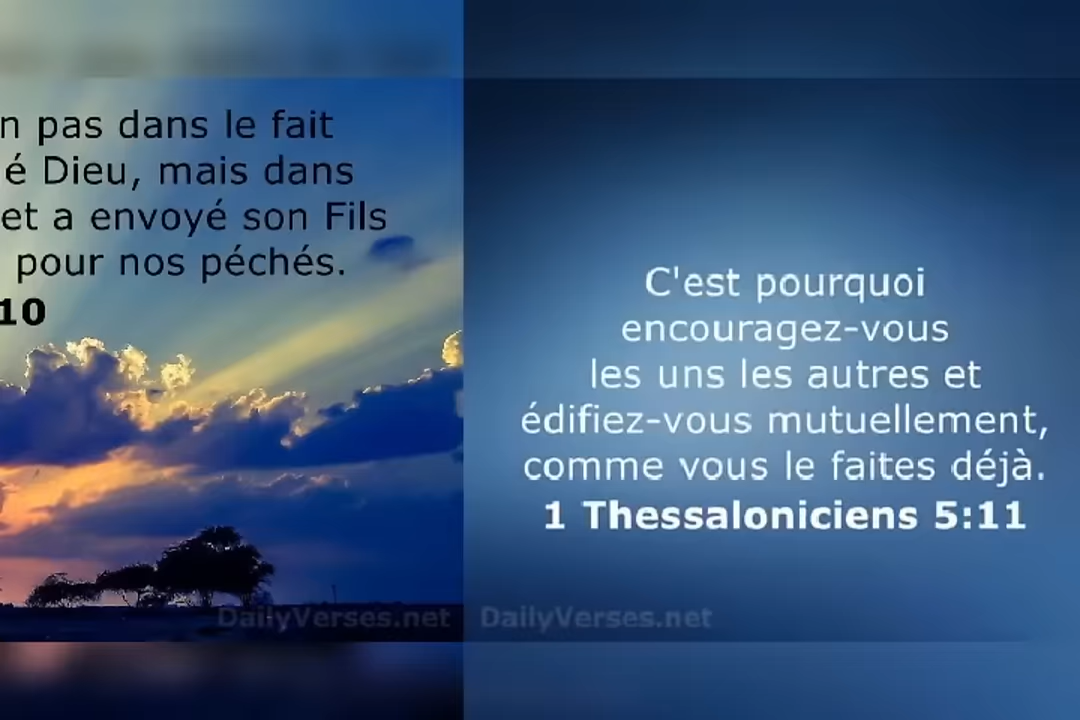 n pas dans le fait
é Dieu, mais dans
et a envoyé son Fils
pour nos péchés.
10
DailyVerses.net
C'est pourquoi
encouragez-vous
les uns les autres et
édifiez-vous mutuellement,
comme vous le faites déjà.
1 Thessaloniciens 5:11
DailyVerses.net